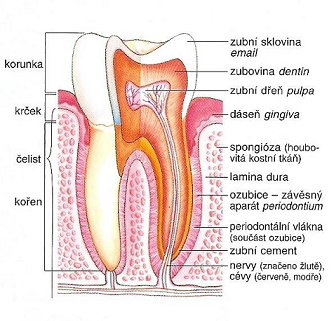 korunka
krček
čelist
kořen
zubní sklovina
email
zubovina dentin
zubní dřeň pulpa
dáseň gingiva
spongióza (houbo-
vitá kostní tkáň)
lamina dura
ozubice – závěsný
aparát periodontium
periodontální vlákna
(součást ozubice)
zubní cement
nervy (značeno žlutě),
cévy (červeně, modře)